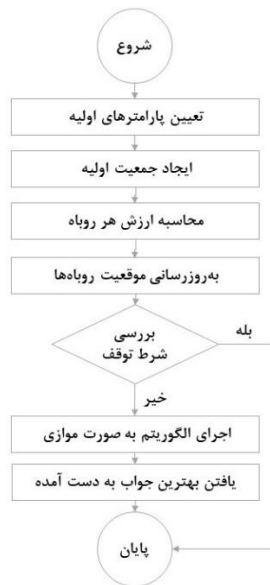 شروع
تعیین پارامترهای اولیه
ایجاد جمعیت اولیه
محاسبه ارزش هر روباه
به‌روزرسانی موقعیت روباه‌ها
بررسی
شرط توقف
بله
خیر
اجرای الگوریتم به صورت موازی
یافتن بهترین جواب به دست آمده
پایان